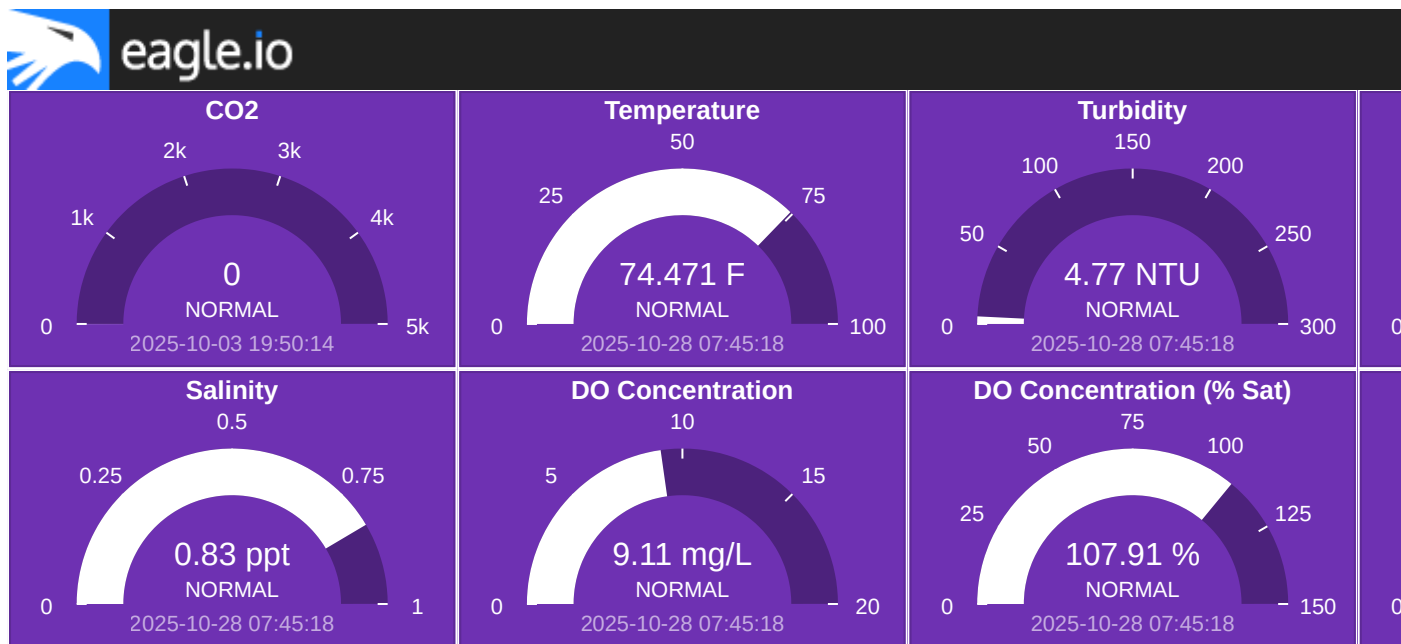 eagle.io
CO2
2k 3k
1k 4k
0
NORMAL
0 5k
2025-10-03 19:50:14
Temperature
50
25 75
74.471 F
NORMAL
0 100
2025-10-28 07:45:18
Turbidity
150
100 200
50 250
4.77 NTU
NORMAL
0 300
2025-10-28 07:45:18
0
Salinity
0.5
0.25 0.75
0.83 ppt
NORMAL
0 1
2025-10-28 07:45:18
DO Concentration
10
5 15
9.11 mg/L
NORMAL
0 20
2025-10-28 07:45:18
DO Concentration (% Sat)
75
50 100
25 125
107.91 %
NORMAL
0 150
2025-10-28 07:45:18
0